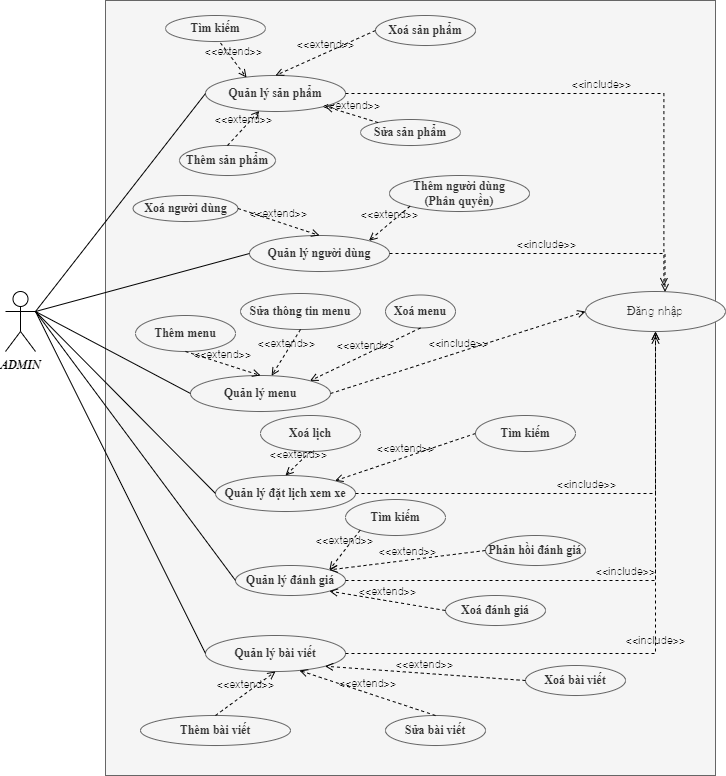 Tìm kiếm
Xoá sản phẩm
<<extend>>
<<extend>>
Quản lý sản phẩm
<<include>>
<<extend>>
<<extend>>
Sửa sản phẩm
Thêm sản phẩm
Thêm người dùng
(Phân quyền)
Xoá người dùng
<<extend>>
<<extend>>
Quản lý người dùng
<<include>>
Sửa thông tin menu
Xoá menu
Đăng nhập
Thêm menu
<<extend>>
<<extend>>
<<include>>
<<extend>>
ADMIN
Quản lý menu
Xoá lịch
Tìm kiếm
<<extend>>
<<extend>>
Quản lý đặt lịch xem xe
<<include>>
Tìm kiếm
<<extend>>
<<extend>>
Phản hồi đánh giá
<<include>>
Quản lý đánh giá
<<extend>>
Xoá đánh giá
<<include>>
Quản lý bài viết
<<extend>>
Xoá bài viết
<<extend>>
<<extend>>
Thêm bài viết
Sửa bài viết